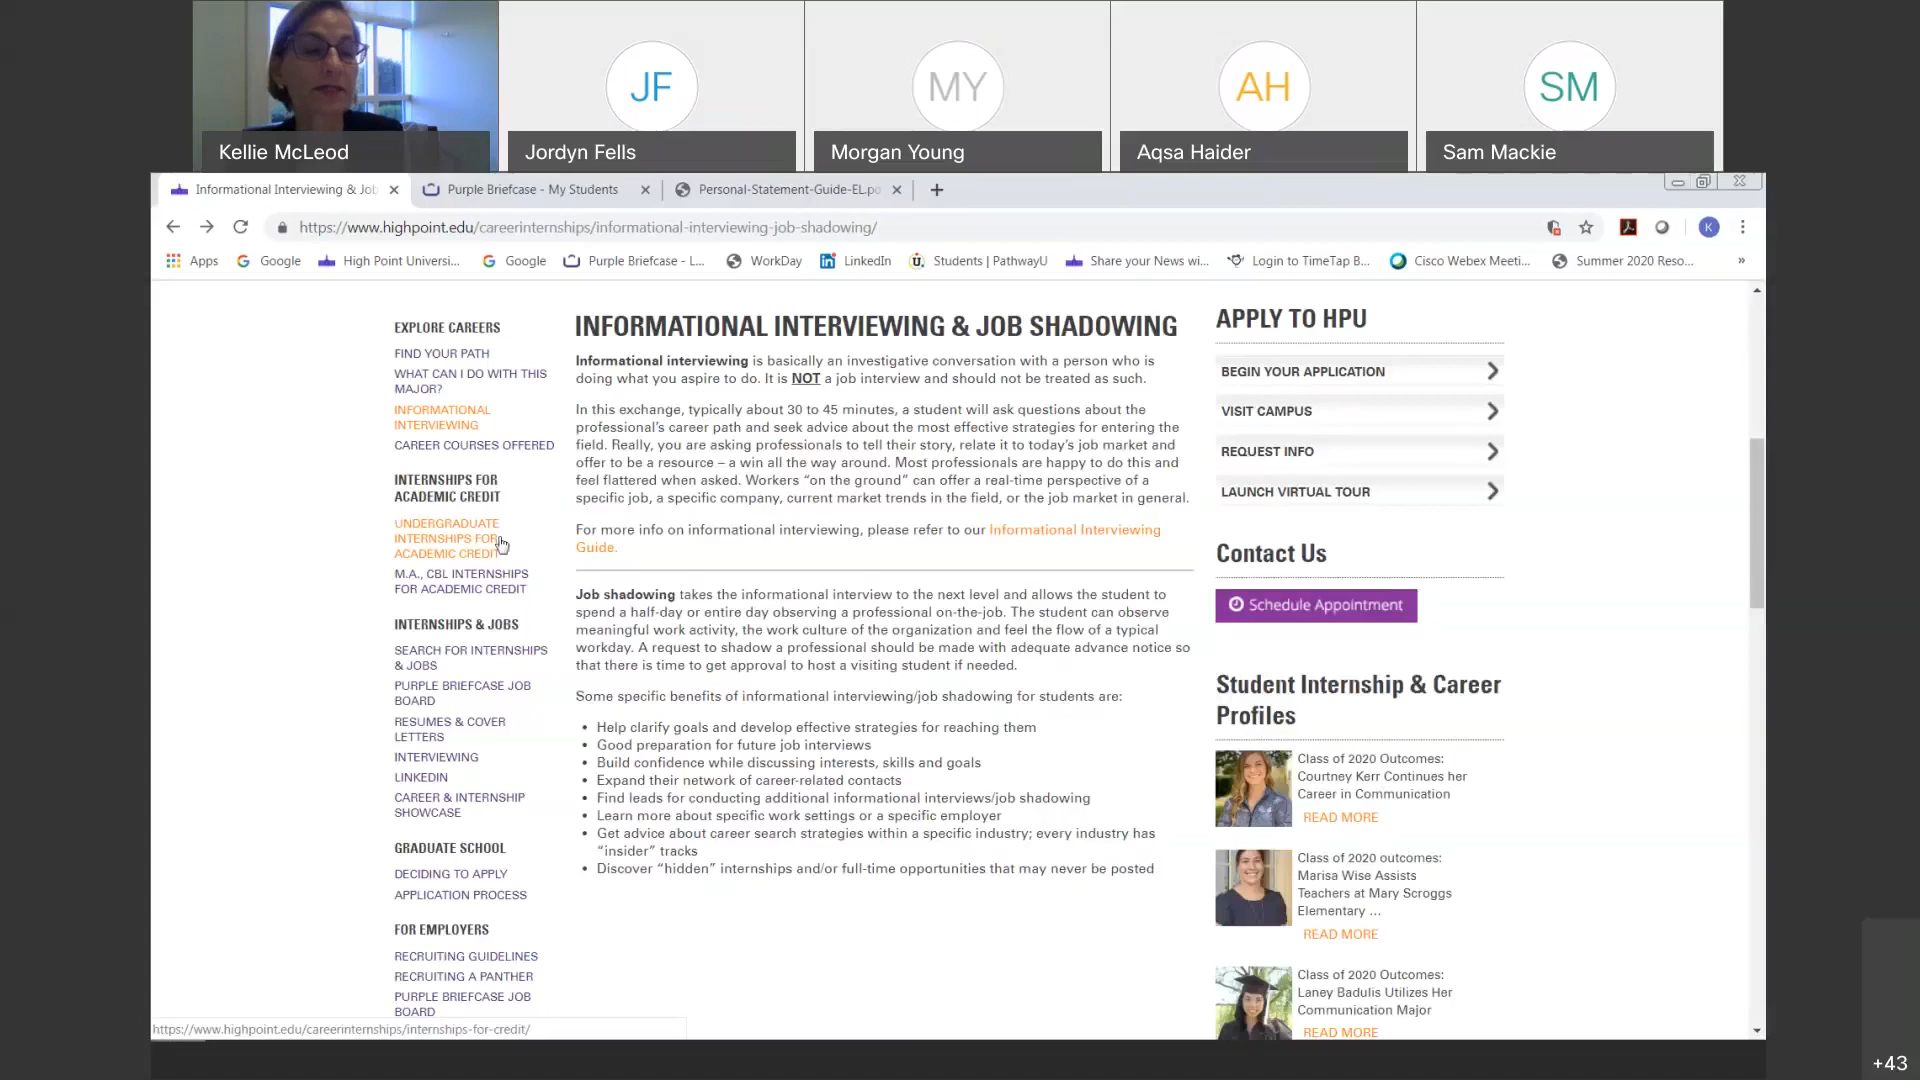 JF
MY
AH
SM
Kellie McLeod
Jordyn Fells
Morgan Young
Aqsa Haider
Sam Mackie
Informational Interviewing & Job
Purple Briefcase - My Students
Personal-Statement-Guide-EL.pd
https://www.highpoint.edu/careerinternships/informational-interviewing-job-shadowing/
K
Apps
Google
High Point Universi...
Google
Purple Briefcase - L...
WorkDay
LinkedIn
Students | PathwayU
Share your News wi...
Login to TimeTap B...
Cisco Webex Meeti...
Summer 2020 Reso...
»
EXPLORE CAREERS
FIND YOUR PATH
WHAT CAN I DO WITH THIS
MAJOR?
INFORMATIONAL
INTERVIEWING
CAREER COURSES OFFERED
INTERNSHIPS FOR
ACADEMIC CREDIT
UNDERGRADUATE
INTERNSHIPS FOR
ACADEMIC CREDIT
M.A., CBL INTERNSHIPS
FOR ACADEMIC CREDIT
INTERNSHIPS & JOBS
SEARCH FOR INTERNSHIPS
& JOBS
PURPLE BRIEFCASE JOB
BOARD
RESUMES & COVER
LETTERS
INTERVIEWING
LINKEDIN
CAREER & INTERNSHIP
SHOWCASE
GRADUATE SCHOOL
DECIDING TO APPLY
APPLICATION PROCESS
FOR EMPLOYERS
RECRUITING GUIDELINES
RECRUITING A PANTHER
PURPLE BRIEFCASE JOB
BOARD
INFORMATIONAL INTERVIEWING & JOB SHADOWING
Informational interviewing is basically an investigative conversation with a person who is
doing what you aspire to do. It is NOT a job interview and should not be treated as such.
In this exchange, typically about 30 to 45 minutes, a student will ask questions about the
professional's career path and seek advice about the most effective strategies for entering the
field. Really, you are asking professionals to tell their story, relate it to today's job market and
offer to be a resource – a win all the way around. Most professionals are happy to do this and
feel flattered when asked. Workers “on the ground” can offer a real-time perspective of a
specific job, a specific company, current market trends in the field, or the job market in general.
For more info on informational interviewing, please refer to our Informational Interviewing
Guide.
Job shadowing takes the informational interview to the next level and allows the student to
spend a half-day or entire day observing a professional on-the-job. The student can observe
meaningful work activity, the work culture of the organization and feel the flow of a typical
workday. A request to shadow a professional should be made with adequate advance notice so
that there is time to get approval to host a visiting student if needed.
Some specific benefits of informational interviewing/job shadowing for students are:
• Help clarify goals and develop effective strategies for reaching them
• Good preparation for future job interviews
• Build confidence while discussing interests, skills and goals
• Expand their network of career-related contacts
• Find leads for conducting additional informational interviews/job shadowing
• Learn more about specific work settings or a specific employer
• Get advice about career search strategies within a specific industry; every industry has
“insider” tracks
• Discover “hidden” internships and/or full-time opportunities that may never be posted
APPLY TO HPU
BEGIN YOUR APPLICATION
VISIT CAMPUS
REQUEST INFO
LAUNCH VIRTUAL TOUR
Contact Us
Schedule Appointment
Student Internship & Career
Profiles
Class of 2020 Outcomes:
Courtney Kerr Continues her
Career in Communication
READ MORE
Class of 2020 outcomes:
Marisa Wise Assists
Teachers at Mary Scroggs
Elementary ...
READ MORE
Class of 2020 Outcomes:
Laney Badulis Utilizes Her
Communication Major
READ MORE
https://www.highpoint.edu/careerinternships/internships-for-credit/
+43